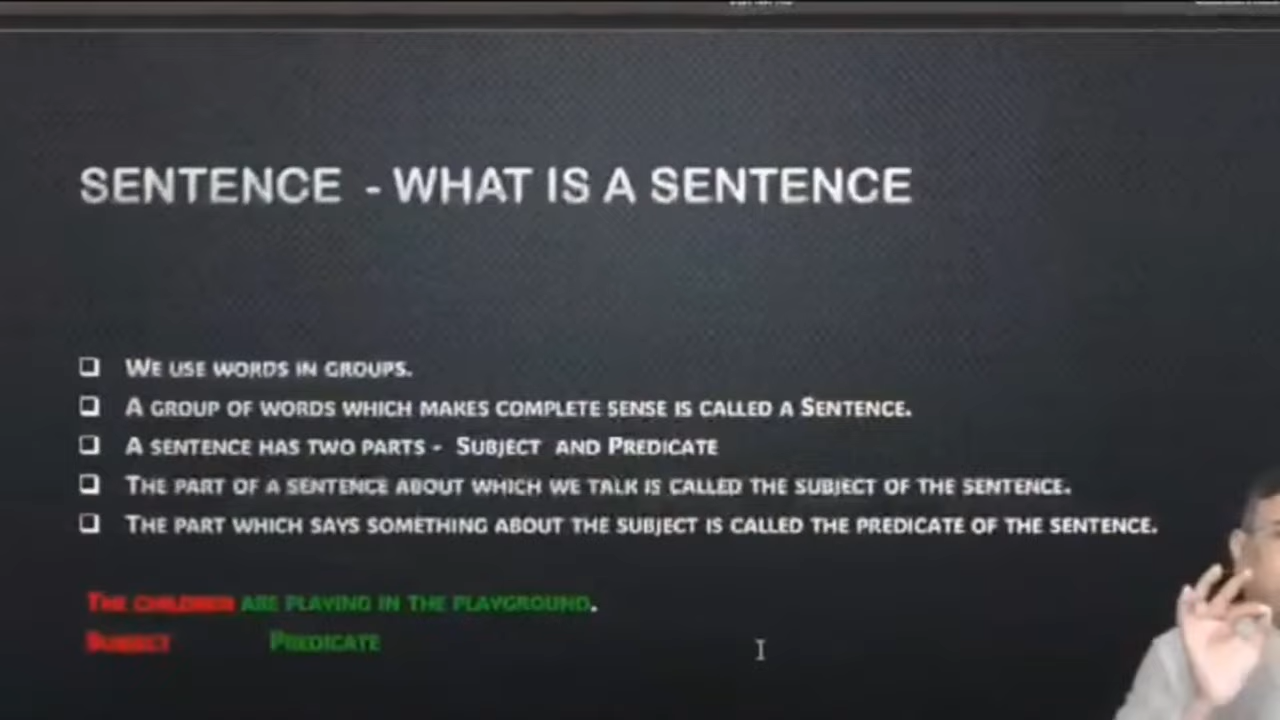 SENTENCE - WHAT IS A SENTENCE
❑ WE USE WORDS IN GROUPS.
❑ A GROUP OF WORDS WHICH MAKES COMPLETE SENSE IS CALLED A SENTENCE.
❑ A SENTENCE HAS TWO PARTS - SUBJECT AND PREDICATE
❑ THE PART OF A SENTENCE ABOUT WHICH WE TALK IS CALLED THE SUBJECT OF THE SENTENCE.
❑ THE PART WHICH SAYS SOMETHING ABOUT THE SUBJECT IS CALLED THE PREDICATE OF THE SENTENCE.
THE CHILDREN ARE PLAYING IN THE PLAYGROUND.
SUBJECT PREDICATE